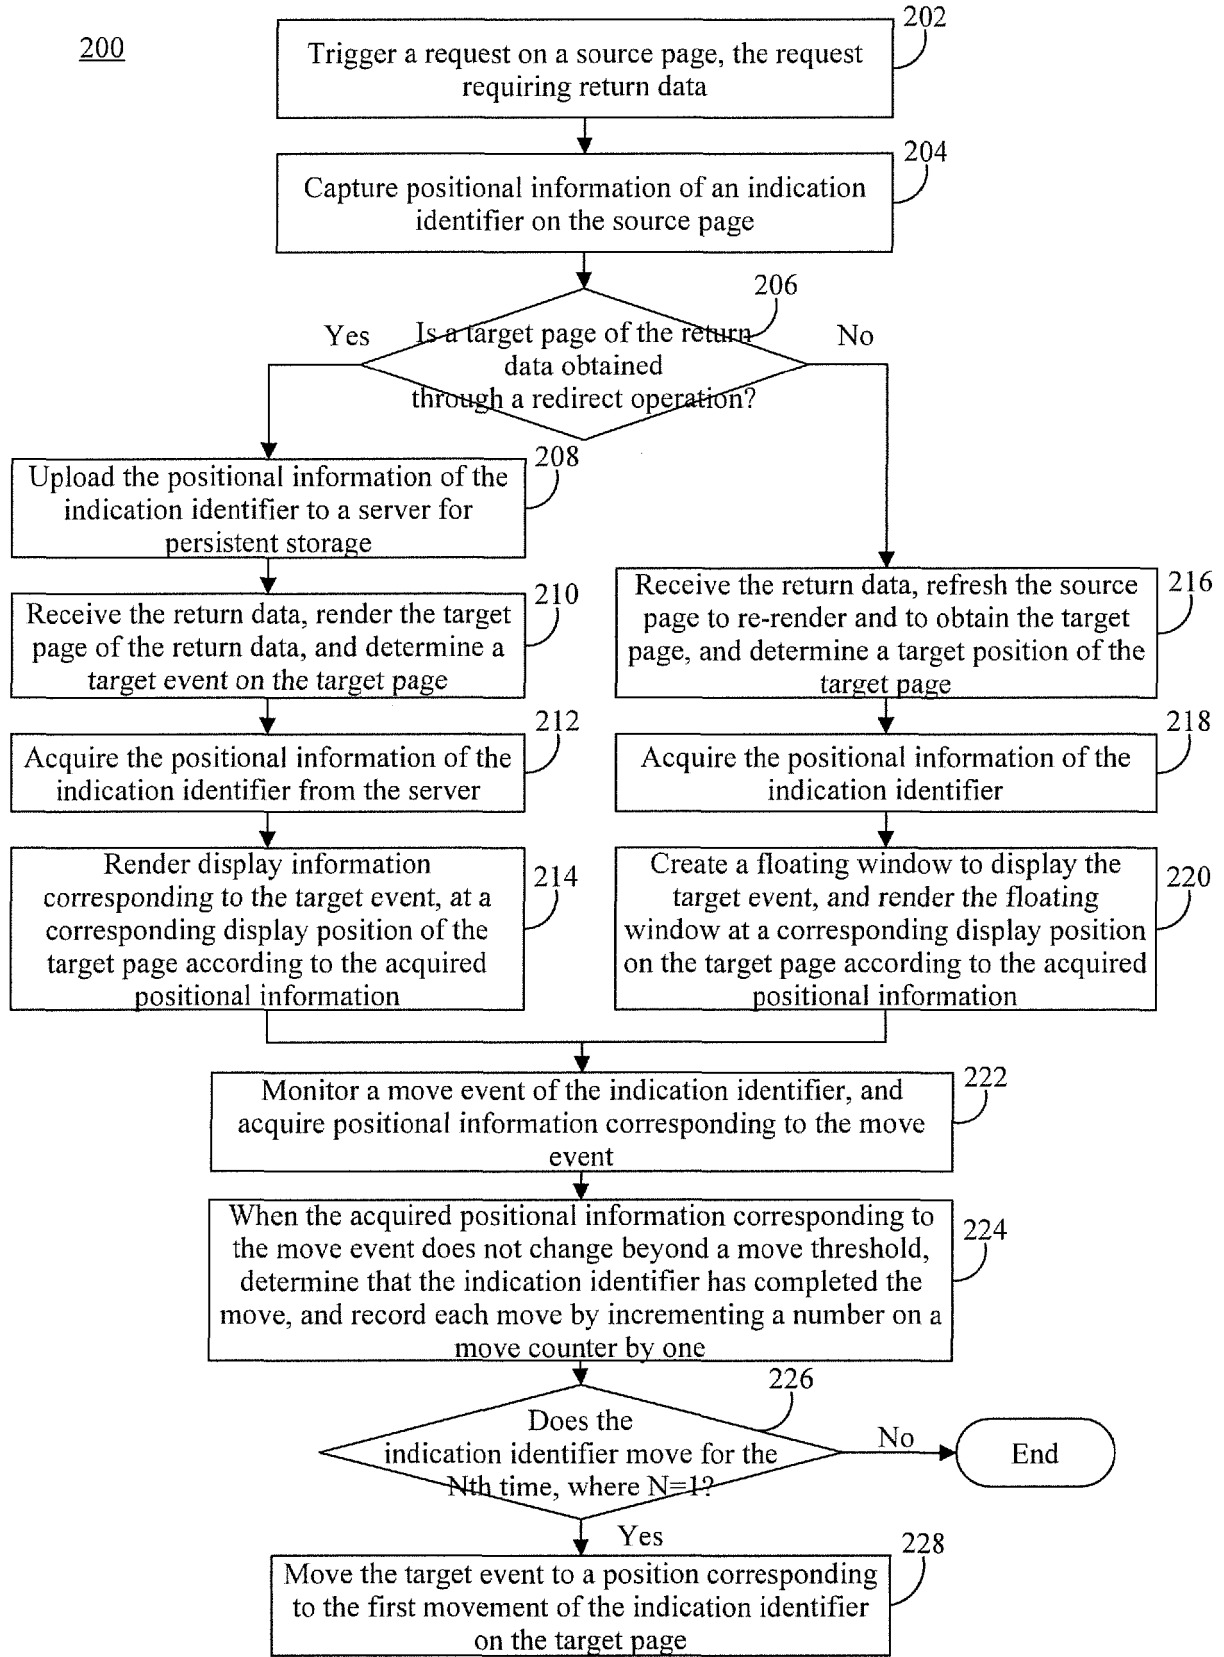 200
202
Trigger a request on a source page, the request
requiring return data
204
Capture positional information of an indication
identifier on the source page
206
Yes
Is a target page of the return
data obtained
through a redirect operation?
No
208
Upload the positional information of the
indication identifier to a server for
persistent storage
210
Receive the return data, render the target
page of the return data, and determine a
target event on the target page
212
Acquire the positional information of the
indication identifier from the server
214
Render display information
corresponding to the target event, at a
corresponding display position of the
target page according to the acquired
positional information
216
Receive the return data, refresh the source
page to re-render and to obtain the target
page, and determine a target position of the
target page
218
Acquire the positional information of the
indication identifier
220
Create a floating window to display the
target event, and render the floating
window at a corresponding display position
on the target page according to the acquired
positional information
222
Monitor a move event of the indication identifier, and
acquire positional information corresponding to the move
event
224
When the acquired positional information corresponding to
the move event does not change beyond a move threshold,
determine that the indication identifier has completed the
move, and record each move by incrementing a number on a
move counter by one
226
Does the
indication identifier move for the
Nth time, where N=1?
No
End
Yes
228
Move the target event to a position corresponding
to the first movement of the indication identifier
on the target page